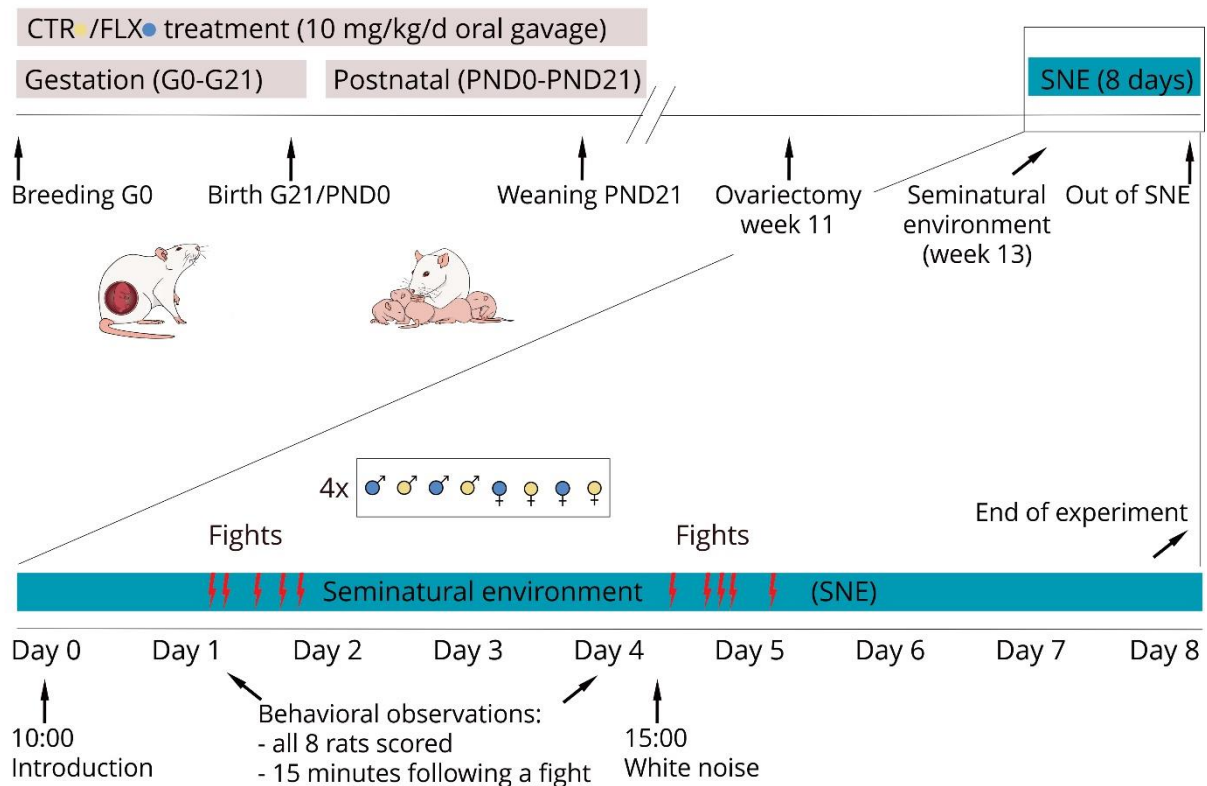 CTR /FLX treatment (10 mg/kg/d oral gavage)
Gestation (G0-G21)
Postnatal (PND0-PND21)
SNE (8 days)
Breeding G0
Birth G21/PND0
Weaning PND21
Ovariectomy
week 11
Seminatural
environment
(week 13)
Out of SNE
4x ♂ ♂ ♂ ♂ ♀ ♀ ♀ ♀
End of experiment
Fights
Fights
Seminatural environment (SNE)
Day 0
Day 1
Day 2
Day 3
Day 4
Day 5
Day 6
Day 7
Day 8
10:00
Introduction
Behavioral observations:
- all 8 rats scored
- 15 minutes following a fight
15:00
White noise